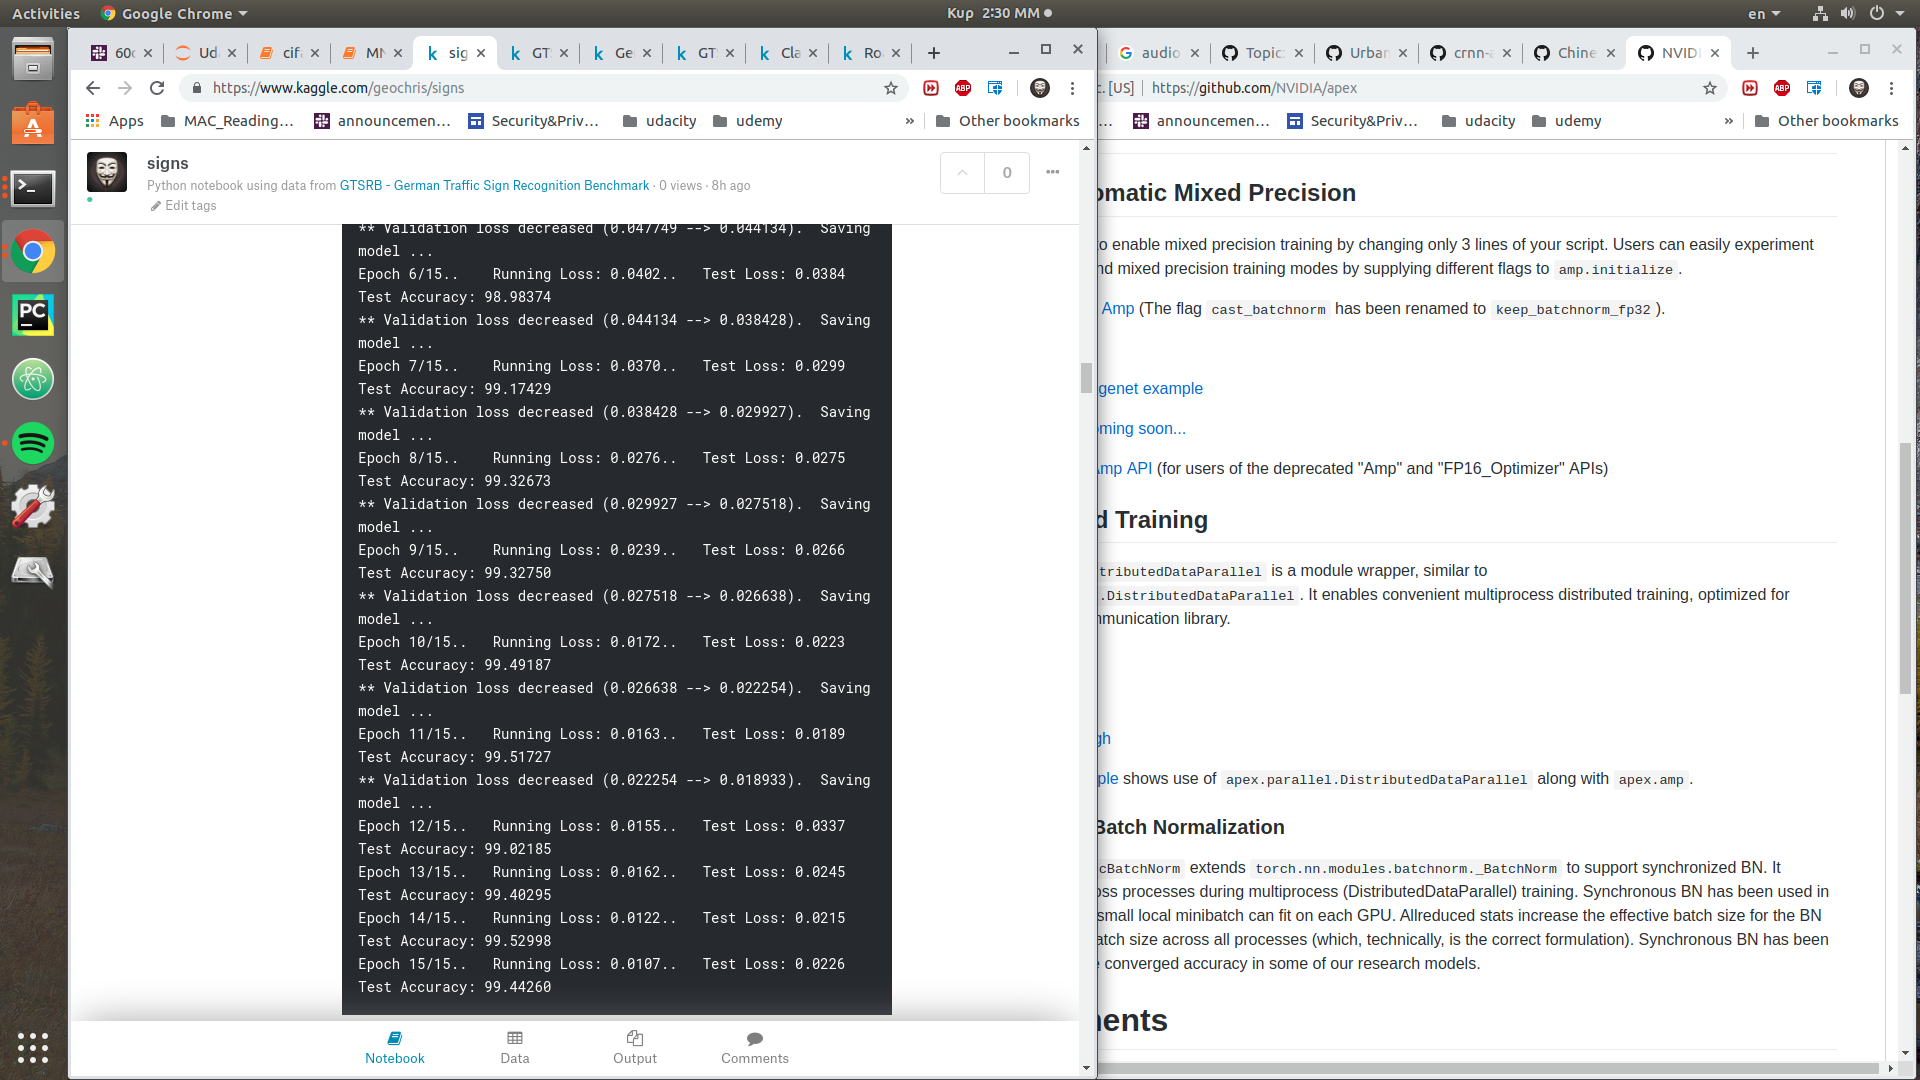 Activities
Google Chrome
Κυρ 2:30 ΜΜ
en
60d
Ud
cif
MN
sig
GT
Ge
GT
Cla
Ro
https://www.kaggle.com/geochris/signs
Apps
MAC_Reading...
announcemen...
Security&Priv...
udacity
udemy
»
Other bookmarks
signs
Python notebook using data from GTSRB - German Traffic Sign Recognition Benchmark · 0 views · 8h ago
Edit tags
0
** Validation loss decreased (0.047749 --> 0.044134).  Saving
model ...
Epoch 6/15..    Running Loss: 0.0402..   Test Loss: 0.0384
Test Accuracy: 98.98374
** Validation loss decreased (0.044134 --> 0.038428).  Saving
model ...
Epoch 7/15..    Running Loss: 0.0370..   Test Loss: 0.0299
Test Accuracy: 99.17429
** Validation loss decreased (0.038428 --> 0.029927).  Saving
model ...
Epoch 8/15..    Running Loss: 0.0276..   Test Loss: 0.0275
Test Accuracy: 99.32673
** Validation loss decreased (0.029927 --> 0.027518).  Saving
model ...
Epoch 9/15..    Running Loss: 0.0239..   Test Loss: 0.0266
Test Accuracy: 99.32750
** Validation loss decreased (0.027518 --> 0.026638).  Saving
model ...
Epoch 10/15..   Running Loss: 0.0172..   Test Loss: 0.0223
Test Accuracy: 99.49187
** Validation loss decreased (0.026638 --> 0.022254).  Saving
model ...
Epoch 11/15..   Running Loss: 0.0163..   Test Loss: 0.0189
Test Accuracy: 99.51727
** Validation loss decreased (0.022254 --> 0.018933).  Saving
model ...
Epoch 12/15..   Running Loss: 0.0155..   Test Loss: 0.0337
Test Accuracy: 99.02185
Epoch 13/15..   Running Loss: 0.0162..   Test Loss: 0.0245
Test Accuracy: 99.40295
Epoch 14/15..   Running Loss: 0.0122..   Test Loss: 0.0215
Test Accuracy: 99.52998
Epoch 15/15..   Running Loss: 0.0107..   Test Loss: 0.0226
Test Accuracy: 99.44260
Notebook
Data
Output
Comments
audio
Topic:
Urban
crnn-a
Chine
NVIDI
c. [US] | https://github.com/NVIDIA/apex
...
announcemen...
Security&Priv...
udacity
udemy
»
Other bookmarks
omatic Mixed Precision
to enable mixed precision training by changing only 3 lines of your script. Users can easily experiment
nd mixed precision training modes by supplying different flags to amp.initialize.
Amp (The flag cast_batchnorm has been renamed to keep_batchnorm_fp32).
genet example
oming soon...
Amp API (for users of the deprecated "Amp" and "FP16_Optimizer" APIs)
d Training
tributedDataParallel is a module wrapper, similar to
.DistributedDataParallel. It enables convenient multiprocess distributed training, optimized for
mmunication library.
gh
ple shows use of apex.parallel.DistributedDataParallel along with apex.amp.
Batch Normalization
cBatchNorm extends torch.nn.modules.batchnorm._BatchNorm to support synchronized BN. It
oss processes during multiprocess (DistributedDataParallel) training. Synchronous BN has been used in
small local minibatch can fit on each GPU. Allreduced stats increase the effective batch size for the BN
atch size across all processes (which, technically, is the correct formulation). Synchronous BN has been
e converged accuracy in some of our research models.
nents